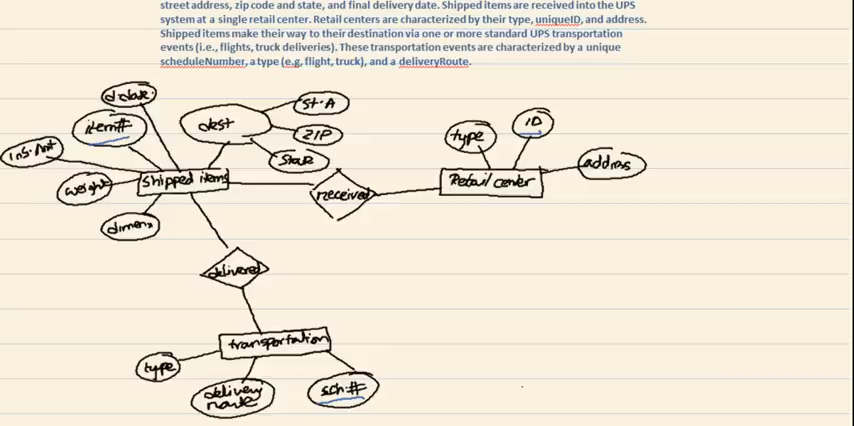 street address, zip code and state, and final delivery date. Shipped items are received into the UPS
system at a single retail center. Retail centers are characterized by their type, uniqueID, and address.
Shipped items make their way to their destination via one or more standard UPS transportation
events (i.e., flights, truck deliveries). These transportation events are characterized by a unique
scheduleNumber, a type (e.g, flight, truck), and a deliveryRoute.
d.date
St.A
item#
dest
ID
ZIP
type
Ins.Amt
State
address
weight
Shipped items
Retail center
received
dimens
delivered
transportation
type
delivery
route
sch.#